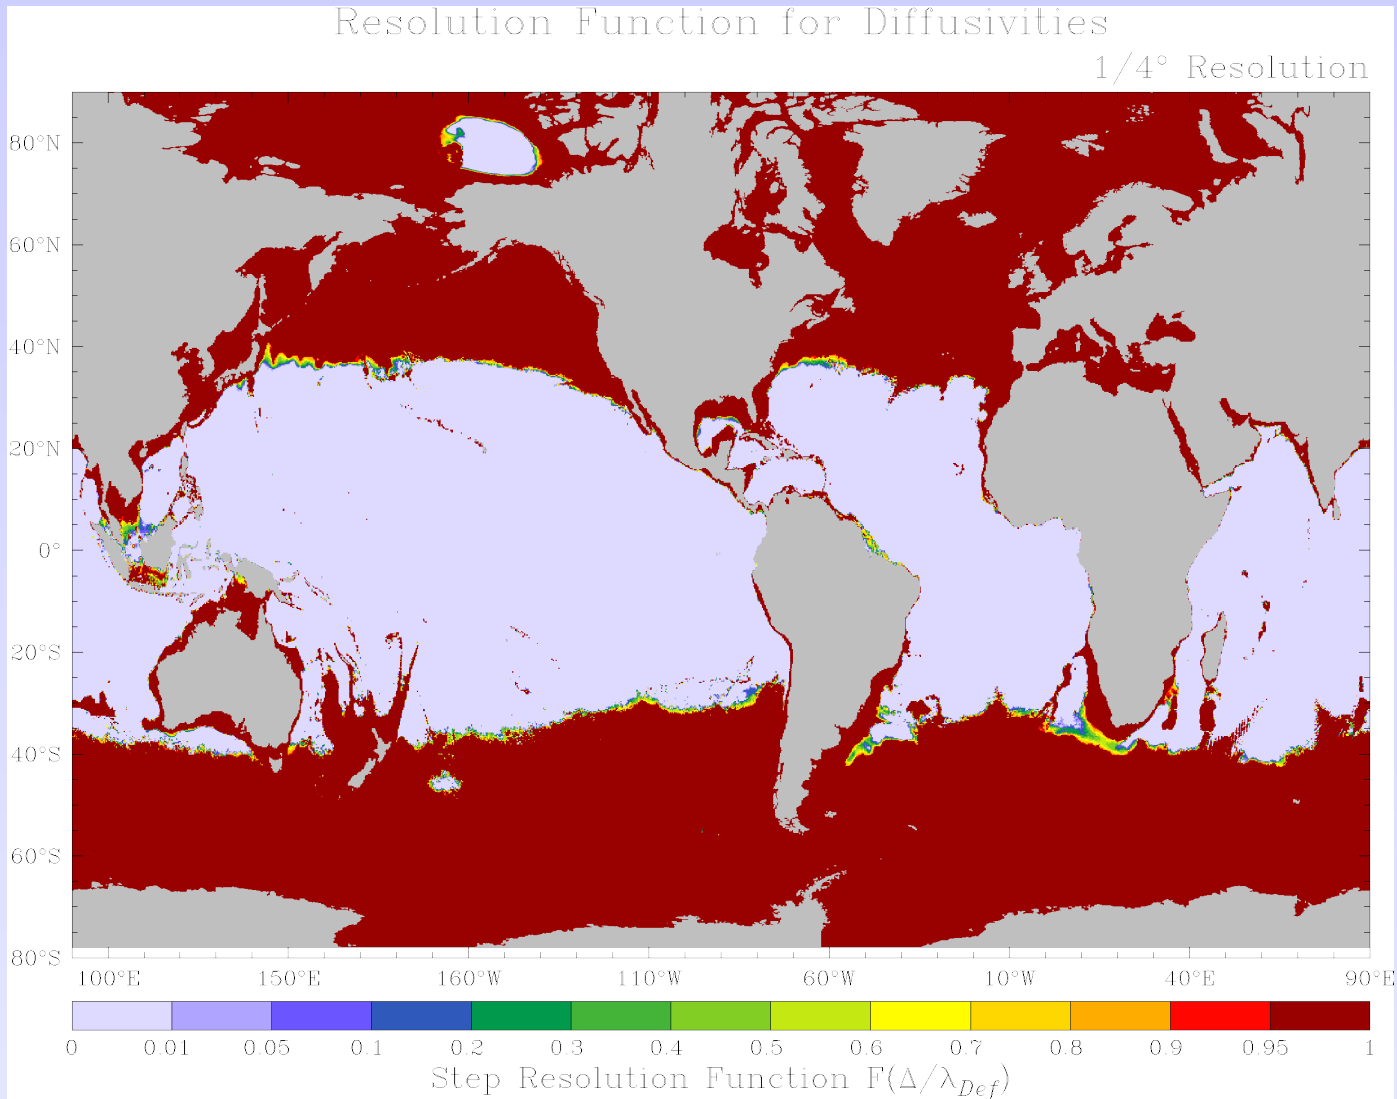 Resolution Function for Diffusivities
1/4° Resolution
80°N
60°N
40°N
20°N
0°
20°S
40°S
60°S
80°S
100°E 150°E 160°W 110°W 60°W 10°W 40°E 90°E
0 0.01 0.05 0.1 0.2 0.3 0.4 0.5 0.6 0.7 0.8 0.9 0.95 1
Step Resolution Function F(Δ/λ_Def)